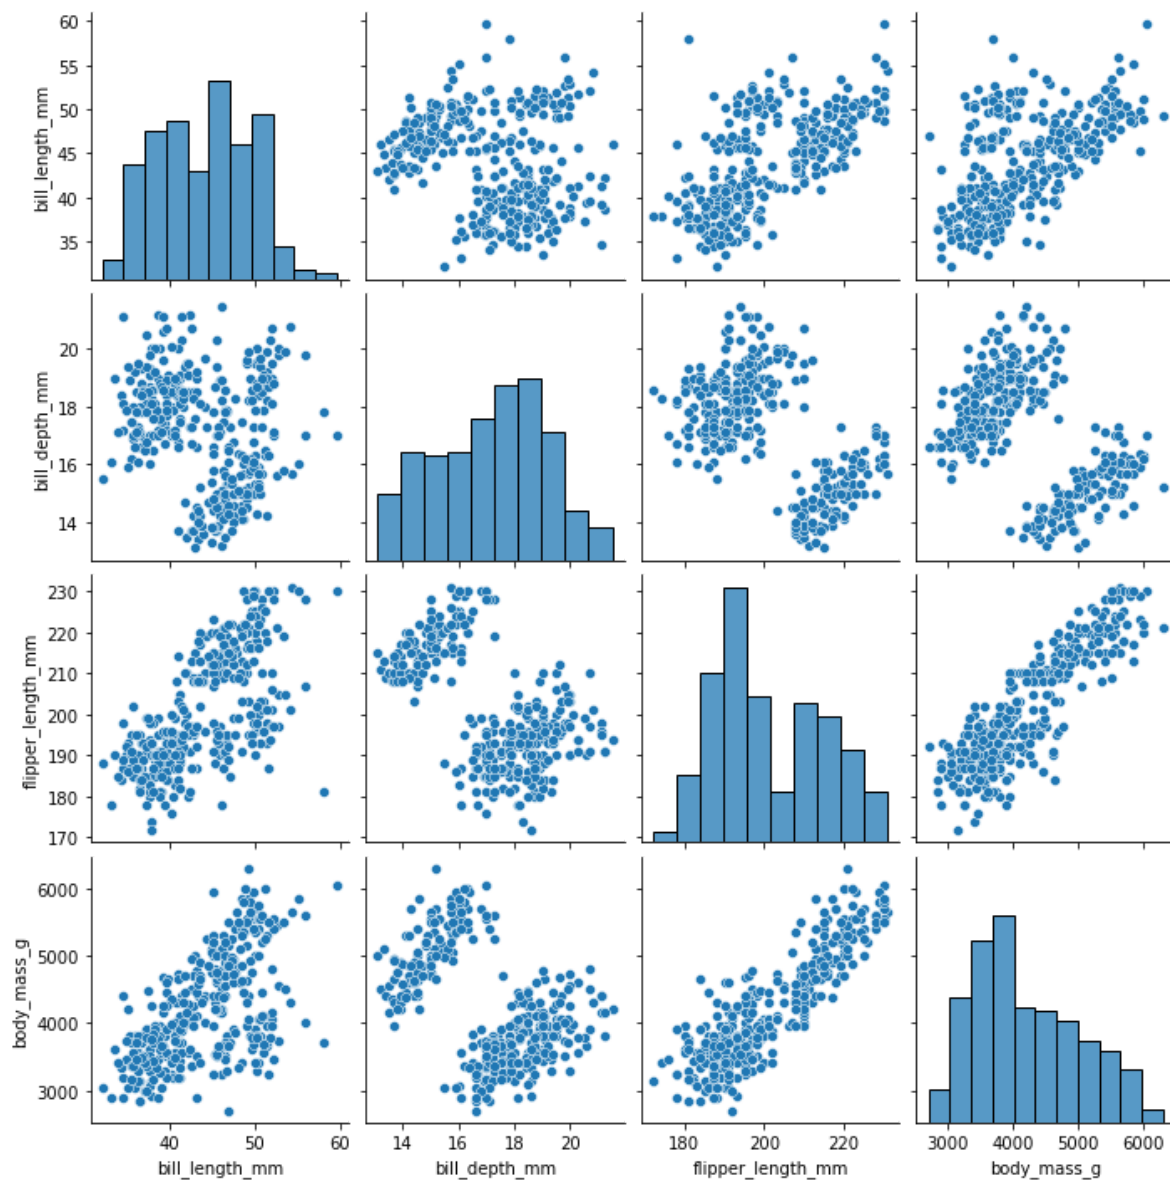 60
55
50
45
40
35
bill_length_mm
20
18
16
14
bill_depth_mm
230
220
210
200
190
180
170
flipper_length_mm
6000
5000
4000
3000
body_mass_g
40 50 60
14 16 18 20
180 200 220
3000 4000 5000 6000
bill_length_mm
bill_depth_mm
flipper_length_mm
body_mass_g